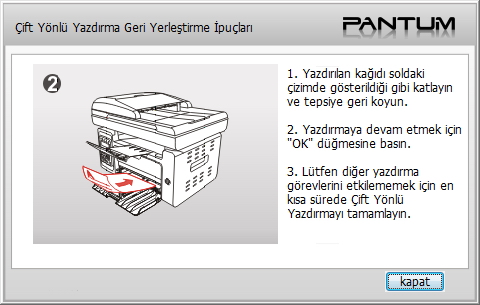 Çift Yönlü Yazdırma Geri Yerleştirme İpuçları
PANTUM
2
1. Yazdırılan kağıdı soldaki
çizimde gösterildiği gibi katlayın
ve tepsiye geri koyun.
2. Yazdırmaya devam etmek için
"OK" düğmesine basın.
3. Lütfen diğer yazdırma
görevlerini etkilememek için en
kısa sürede Çift Yönlü
Yazdırmayı tamamlayın.
kapat